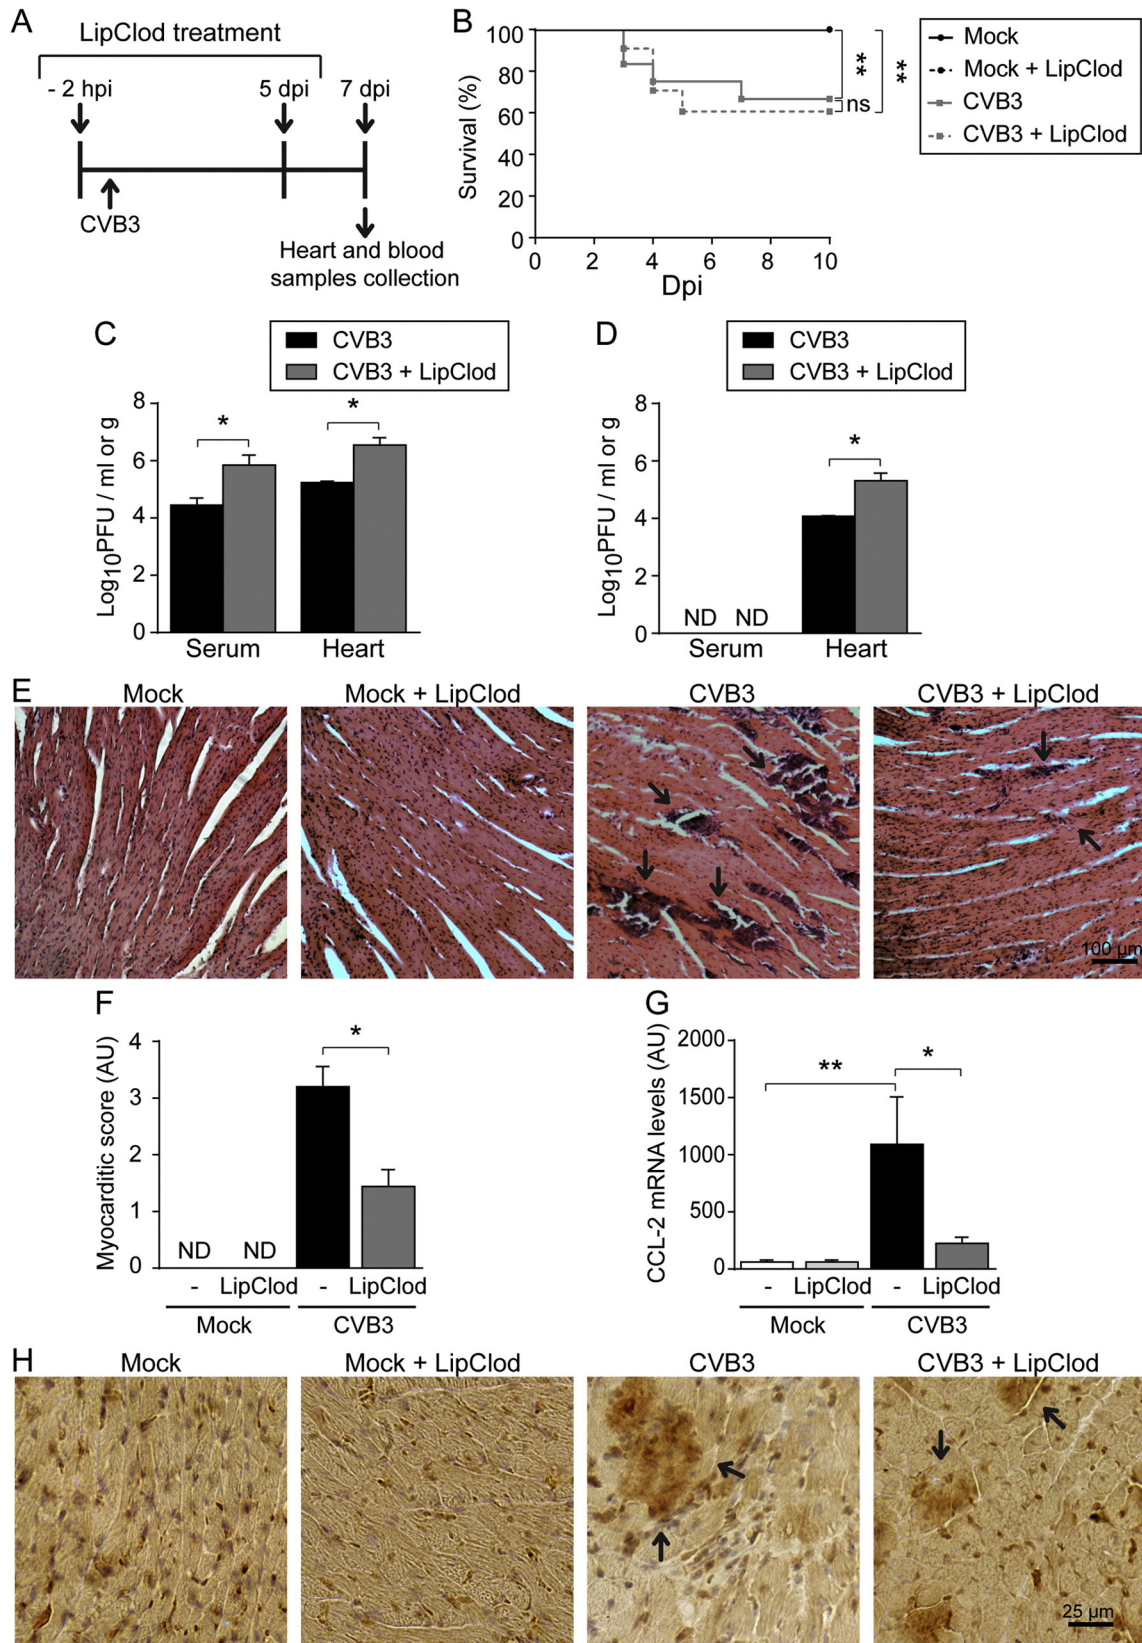 A
LipClod treatment
- 2 hpi
5 dpi
7 dpi
CVB3
Heart and blood
samples collection
B
Survival (%)
100
80
60
40
20
0
0 2 4 6 8 10
Dpi
**
**
ns
Mock
Mock + LipClod
CVB3
CVB3 + LipClod
C
CVB3
CVB3 + LipClod
Log10PFU / ml or g
8
6
4
2
0
*
*
Serum
Heart
D
CVB3
CVB3 + LipClod
Log10PFU / ml or g
8
6
4
2
0
ND ND
*
Serum
Heart
E
Mock
Mock + LipClod
CVB3
CVB3 + LipClod
100 µm
F
Myocarditic score (AU)
4
3
2
1
0
ND
ND
*
- LipClod - LipClod
Mock
CVB3
G
CCL-2 mRNA levels (AU)
2000
1500
1000
500
0
**
*
- LipClod - LipClod
Mock
CVB3
H
Mock
Mock + LipClod
CVB3
CVB3 + LipClod
25 µm